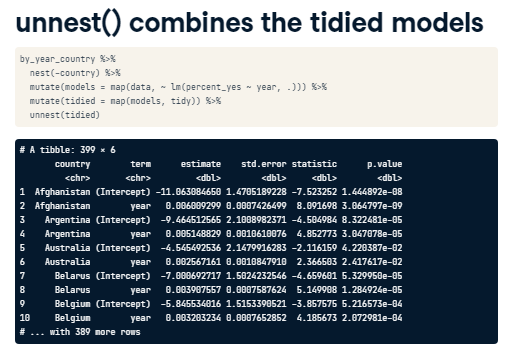 unnest() combines the tidied models
by_year_country %>%
nest(-country) %>%
mutate(models = map(data, ~ lm(percent_yes ~ year, .))) %>%
mutate(tidied = map(models, tidy)) %>%
unnest(tidied)
# A tibble: 399 × 6
country term estimate std.error statistic p.value
<chr> <chr> <dbl> <dbl> <dbl> <dbl>
1 Afghanistan (Intercept) -11.063084650 1.4705189228 -7.523252 1.444892e-08
2 Afghanistan year 0.006009299 0.0007426499 8.091698 3.064797e-09
3 Argentina (Intercept) -9.464512565 2.1008982371 -4.504984 8.322481e-05
4 Argentina year 0.005148829 0.0010610076 4.852773 3.047078e-05
5 Australia (Intercept) -4.545492536 2.1479916283 -2.116159 4.220387e-02
6 Australia year 0.002567161 0.0010847910 2.366503 2.417617e-02
7 Belarus (Intercept) -7.000692717 1.5024232546 -4.659601 5.329950e-05
8 Belarus year 0.003907557 0.0007587624 5.149908 1.284924e-05
9 Belgium (Intercept) -5.845534016 1.5153390521 -3.857575 5.216573e-04
10 Belgium year 0.003203234 0.0007652852 4.185673 2.072981e-04
# ... with 389 more rows